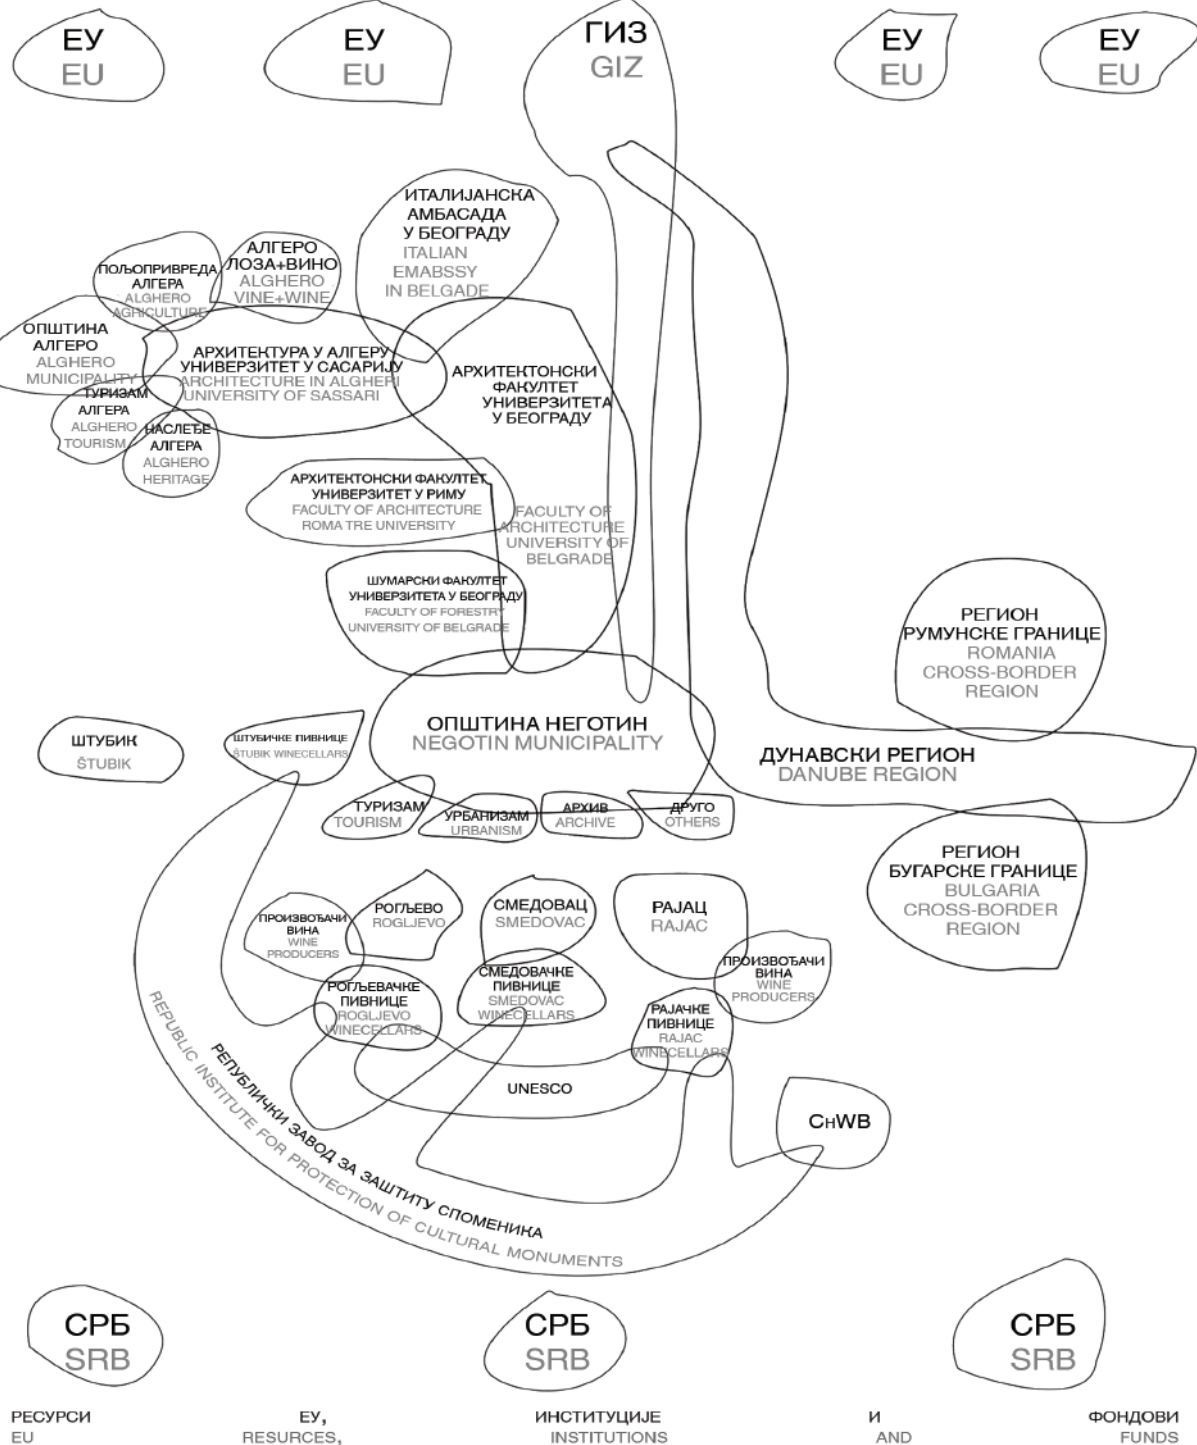 ЕУ
EU
ЕУ
EU
ГИЗ
GIZ
ЕУ
EU
ЕУ
EU
ИТАЛИЈАНСКА
АМБАСАДА
У БЕОГРАДУ
ITALIAN
EMABSSY
IN BELGADE
ПОЉОПРИВРЕДА
АЛГЕРА
ALGHERO
AGRICULTURE
АЛГЕРО
ЛОЗА+ВИНО
ALGHERO
VINE+WINE
ОПШТИНА
АЛГЕРО
ALGHERO
MUNICIPALITY
АРХИТЕКТУРА У АЛГЕРУ
УНИВЕРЗИТЕТ У САСАРИЈУ
ARCHITECTURE IN ALGHERI
UNIVERSITY OF SASSARI
АРХИТЕКТОНСКИ
ФАКУЛТЕТ
УНИВЕРЗИТЕТА
У БЕОГРАДУ
ТУРИЗАМ
АЛГЕРА
ALGHERO
TOURISM
НАСЛЕЂЕ
АЛГЕРА
ALGHERO
HERITAGE
АРХИТЕКТОНСКИ ФАКУЛТЕТ
УНИВЕРЗИТЕТ У РИМУ
FACULTY OF ARCHITECTURE
ROMA TRE UNIVERSITY
FACULTY OF
ARCHITECTURE
UNIVERSITY OF
BELGRADE
ШУМАРСКИ ФАКУЛТЕТ
УНИВЕРЗИТЕТА У БЕОГРАДУ
FACULTY OF FORESTRY
UNIVERSITY OF BELGRADE
РЕГИОН
РУМУНСКЕ ГРАНИЦЕ
ROMANIA
CROSS-BORDER
REGION
ОПШТИНА НЕГОТИН
NEGOTIN MUNICIPALITY
ШТУБИК
ŠTUBIK
ШТУБИЧКЕ ПИВНИЦЕ
ŠTUBIK WINECELLARS
ДУНАВСКИ РЕГИОН
DANUBE REGION
ТУРИЗАМ
TOURISM
УРБАНИЗАМ
URBANISM
АРХИВ
ARCHIVE
ДРУГО
OTHERS
РЕГИОН
БУГАРСКЕ ГРАНИЦЕ
BULGARIA
CROSS-BORDER
REGION
ПРОИЗВОЂАЧИ
ВИНА
WINE
PRODUCERS
РОГЉЕВО
ROGLJEVO
СМЕДОВАЦ
SMEDOVAC
РАЈАЦ
RAJAC
ПРОИЗВОЂАЧИ
ВИНА
WINE
PRODUCERS
РОГЉЕВАЧКЕ
ПИВНИЦЕ
ROGLJEVO
WINECELLARS
СМЕДОВАЧКЕ
ПИВНИЦЕ
SMEDOVAC
WINECELLARS
РАЈАЧКЕ
ПИВНИЦЕ
RAJAC
WINECELLARS
UNESCO
CHWB
РЕПУБЛИЧКИ ЗАВОД ЗА ЗАШТИТУ СПОМЕНИКА
REPUBLIC INSTITUTE FOR PROTECTION OF CULTURAL MONUMENTS
СРБ
SRB
СРБ
SRB
СРБ
SRB
РЕСУРСИ ЕУ, ИНСТИТУЦИЈЕ И ФОНДОВИ
EU RESURCES, INSTITUTIONS AND FUNDS